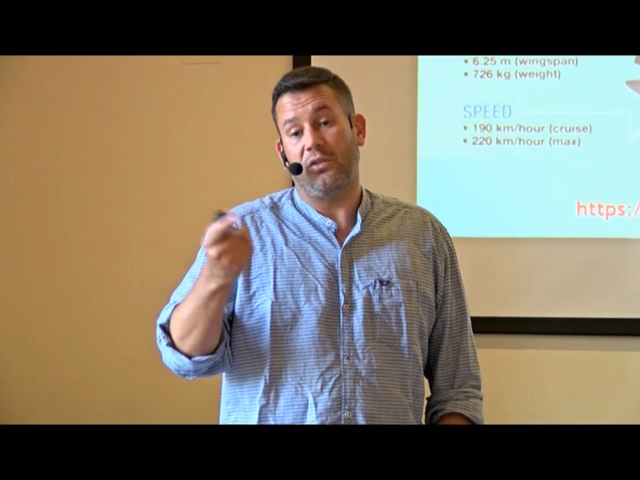 • 6.25 m (wingspan)
• 726 kg (weight)
SPEED
• 190 km/hour (cruise)
• 220 km/hour (max)
https:/